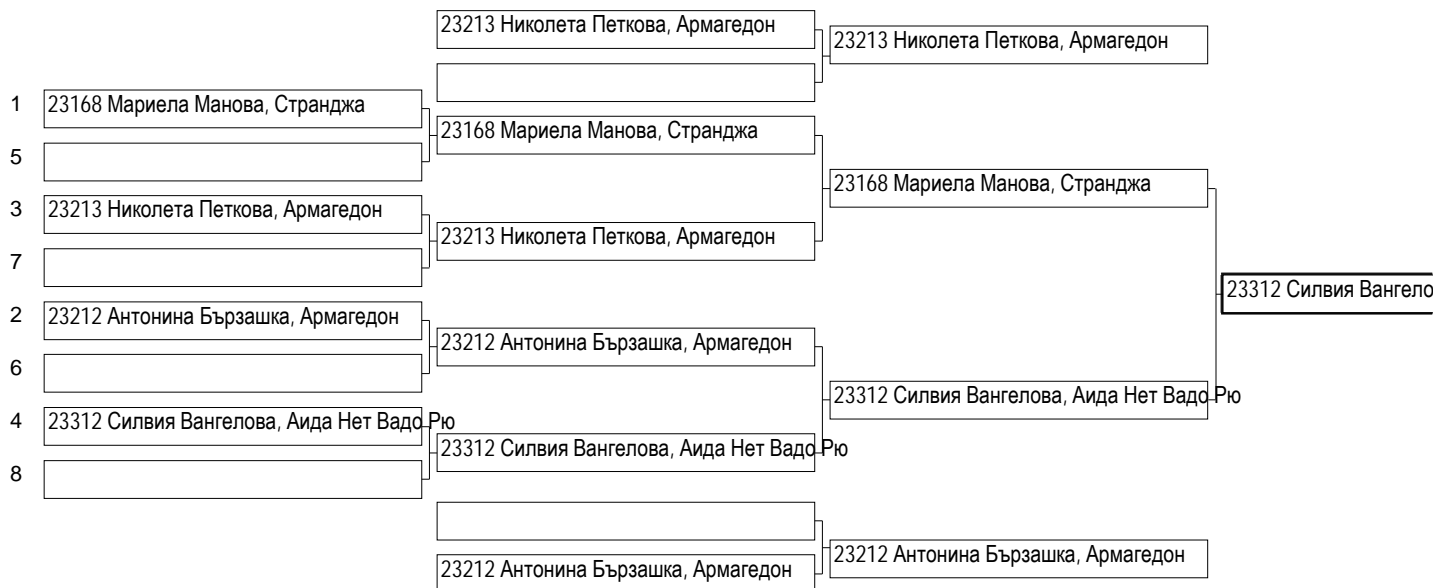 23213 Николета Петкова, Армагедон
23213 Николета Петкова, Армагедон
1 23168 Мариела Манова, Странджа
23168 Мариела Манова, Странджа
5
23168 Мариела Манова, Странджа
3 23213 Николета Петкова, Армагедон
23213 Николета Петкова, Армагедон
7
23312 Силвия Вангело
2 23212 Антонина Бързашка, Армагедон
23212 Антонина Бързашка, Армагедон
6
23312 Силвия Вангелова, Аида Нет Вадо Рю
4 23312 Силвия Вангелова, Аида Нет Вадо Рю
23312 Силвия Вангелова, Аида Нет Вадо Рю
8
23212 Антонина Бързашка, Армагедон
23212 Антонина Бързашка, Армагедон